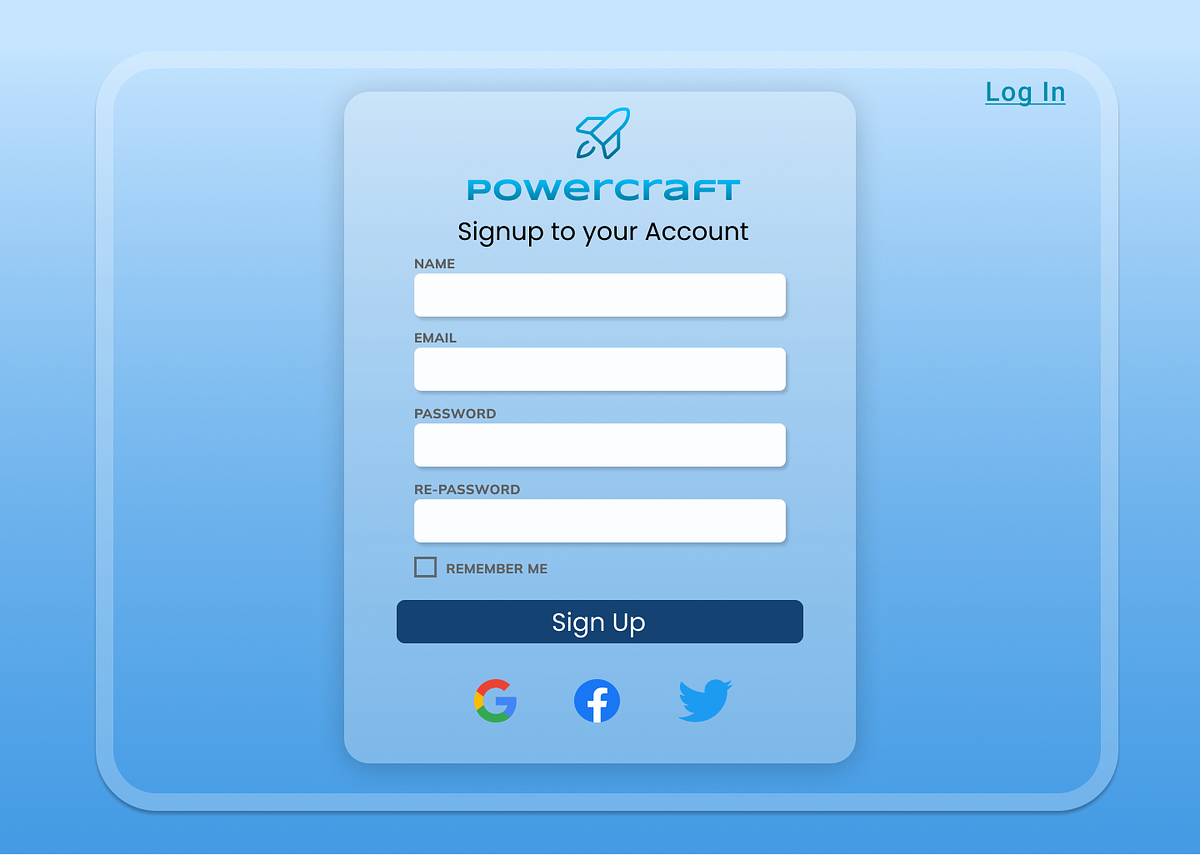 Log In
Powercraft
Signup to your Account
NAME
EMAIL
PASSWORD
RE-PASSWORD
REMEMBER ME
Sign Up